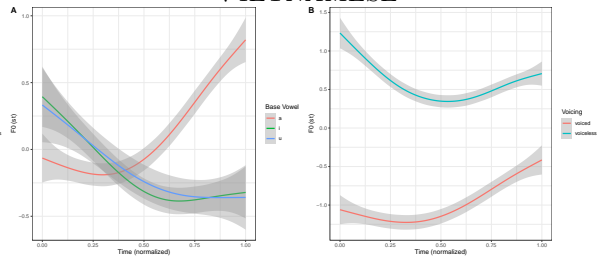 A
B
1.0
0.5
0.0
−0.5
F0 (st)
0.00
0.25
0.50
0.75
1.00
Time (normalized)
Base Vowel
a
i
u
1.5
1.0
0.5
0.0
−0.5
−1.0
F0 (st)
0.00
0.25
0.50
0.75
1.00
Time (normalized)
Voicing
voiced
voiceless